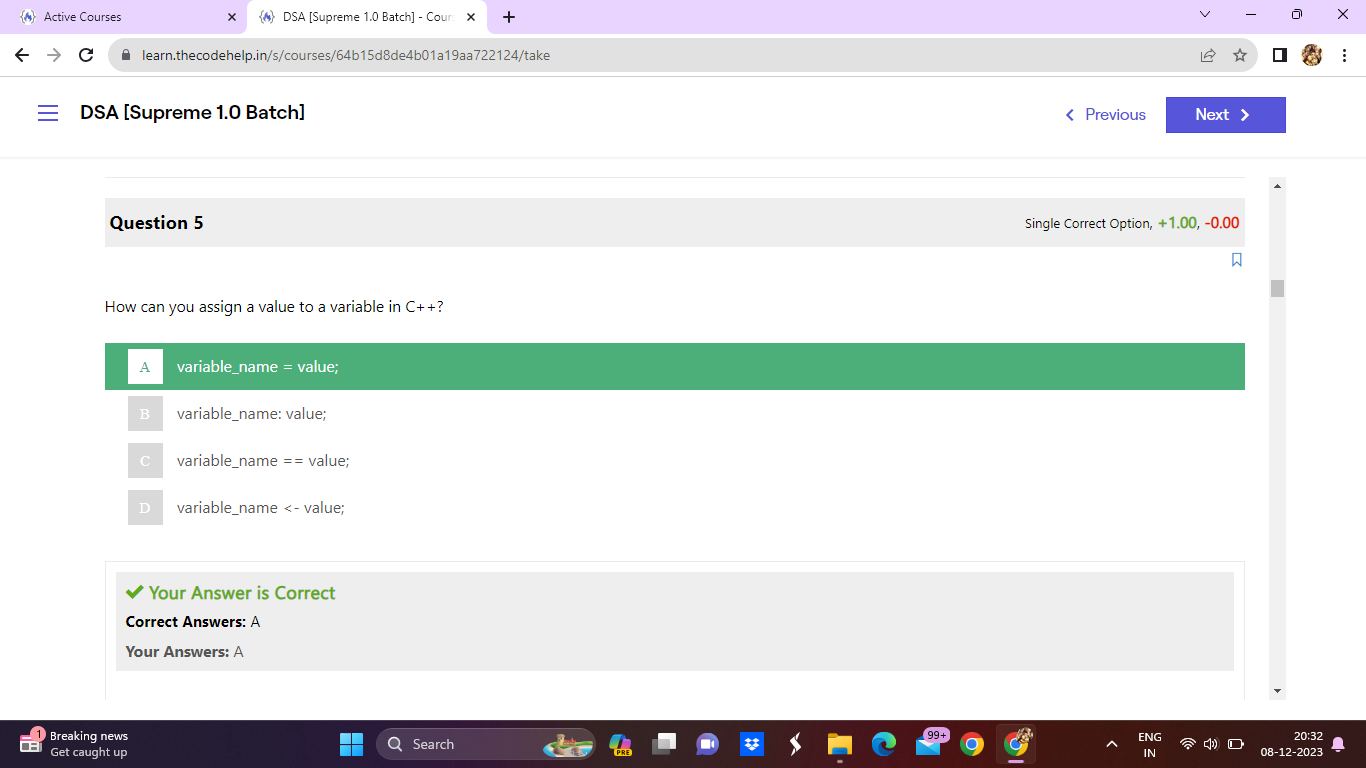 Active Courses
DSA [Supreme 1.0 Batch] - Cour
learn.thecodehelp.in/s/courses/64b15d8de4b01a19aa722124/take
DSA [Supreme 1.0 Batch]
Previous
Next
Question 5
Single Correct Option, +1.00, -0.00
How can you assign a value to a variable in C++?
A variable_name = value;
B variable_name: value;
C variable_name == value;
D variable_name <- value;
Your Answer is Correct
Correct Answers: A
Your Answers: A
1
Breaking news
Get caught up
Search
PRE
99+
ENG
IN
20:32
08-12-2023